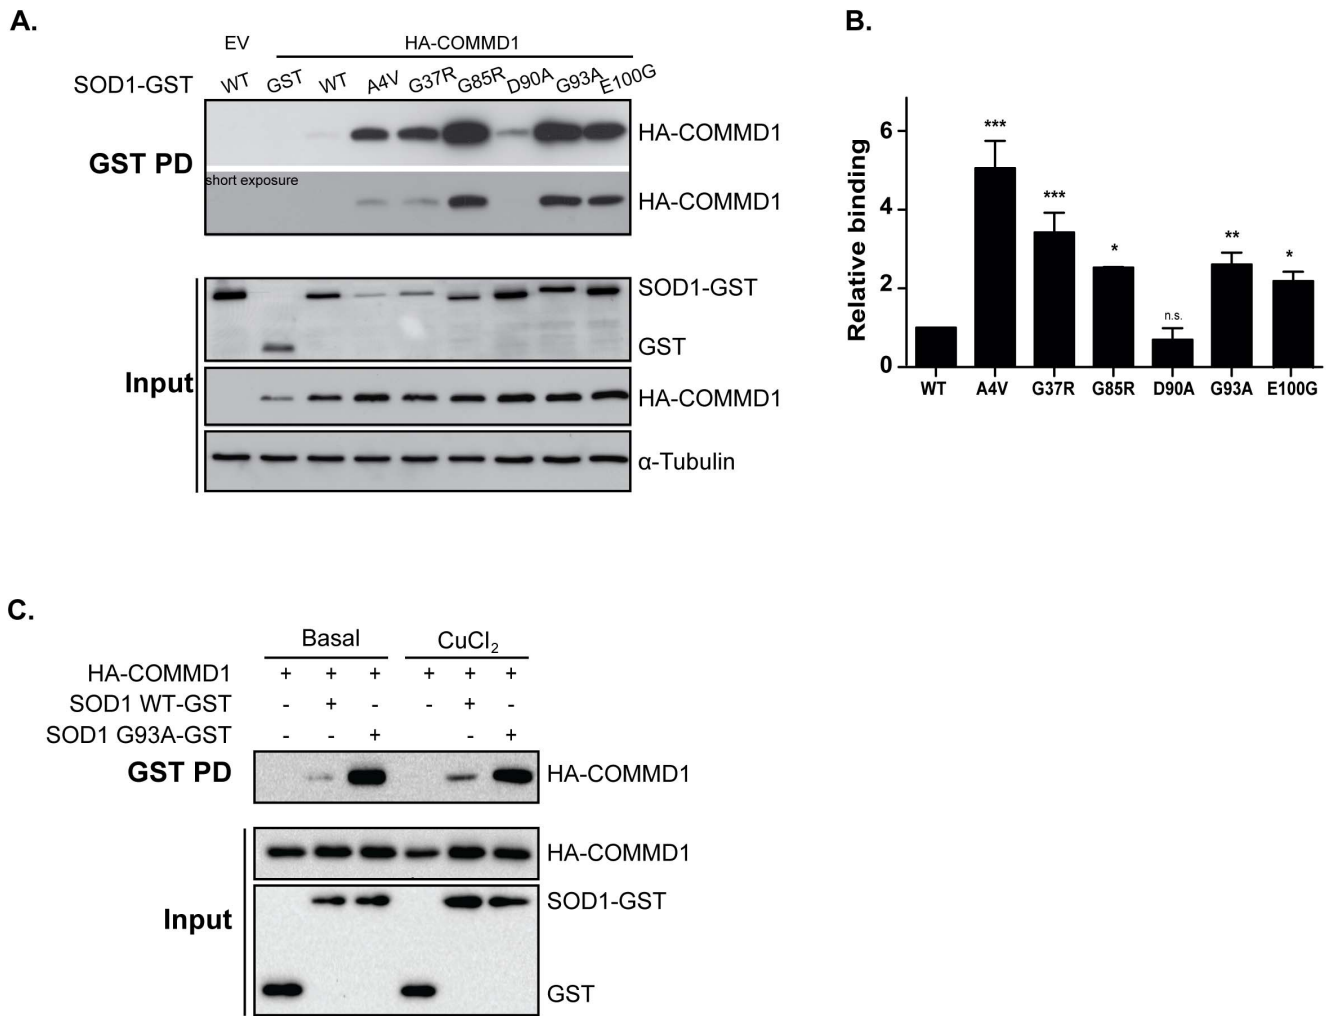 A.
EV HA-COMMD1
SOD1-GST WT GST WT A4V G37R G85R D90A G93A E100G
GST PD
HA-COMMD1
short exposure
HA-COMMD1
Input
SOD1-GST
GST
HA-COMMD1
α-Tubulin
B.
Relative binding
6
4
2
0
***
***
*
n.s.
**
*
WT A4V G37R G85R D90A G93A E100G
C.
Basal CuCl₂
HA-COMMD1 + + + + + +
SOD1 WT-GST - + - - + -
SOD1 G93A-GST - - + - +
GST PD HA-COMMD1
HA-COMMD1
Input
SOD1-GST
GST